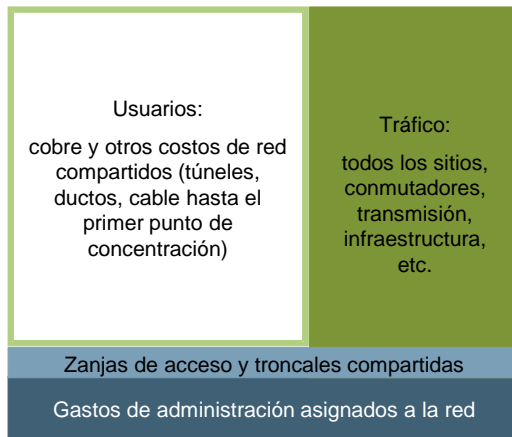 Usuarios:
cobre y otros costos de red
compartidos (túneles,
ductos, cable hasta el
primer punto de
concentración)
Tráfico:
todos los sitios,
conmutadores,
transmisión,
infraestructura,
etc.
Zanjas de acceso y troncales compartidas
Gastos de administración asignados a la red